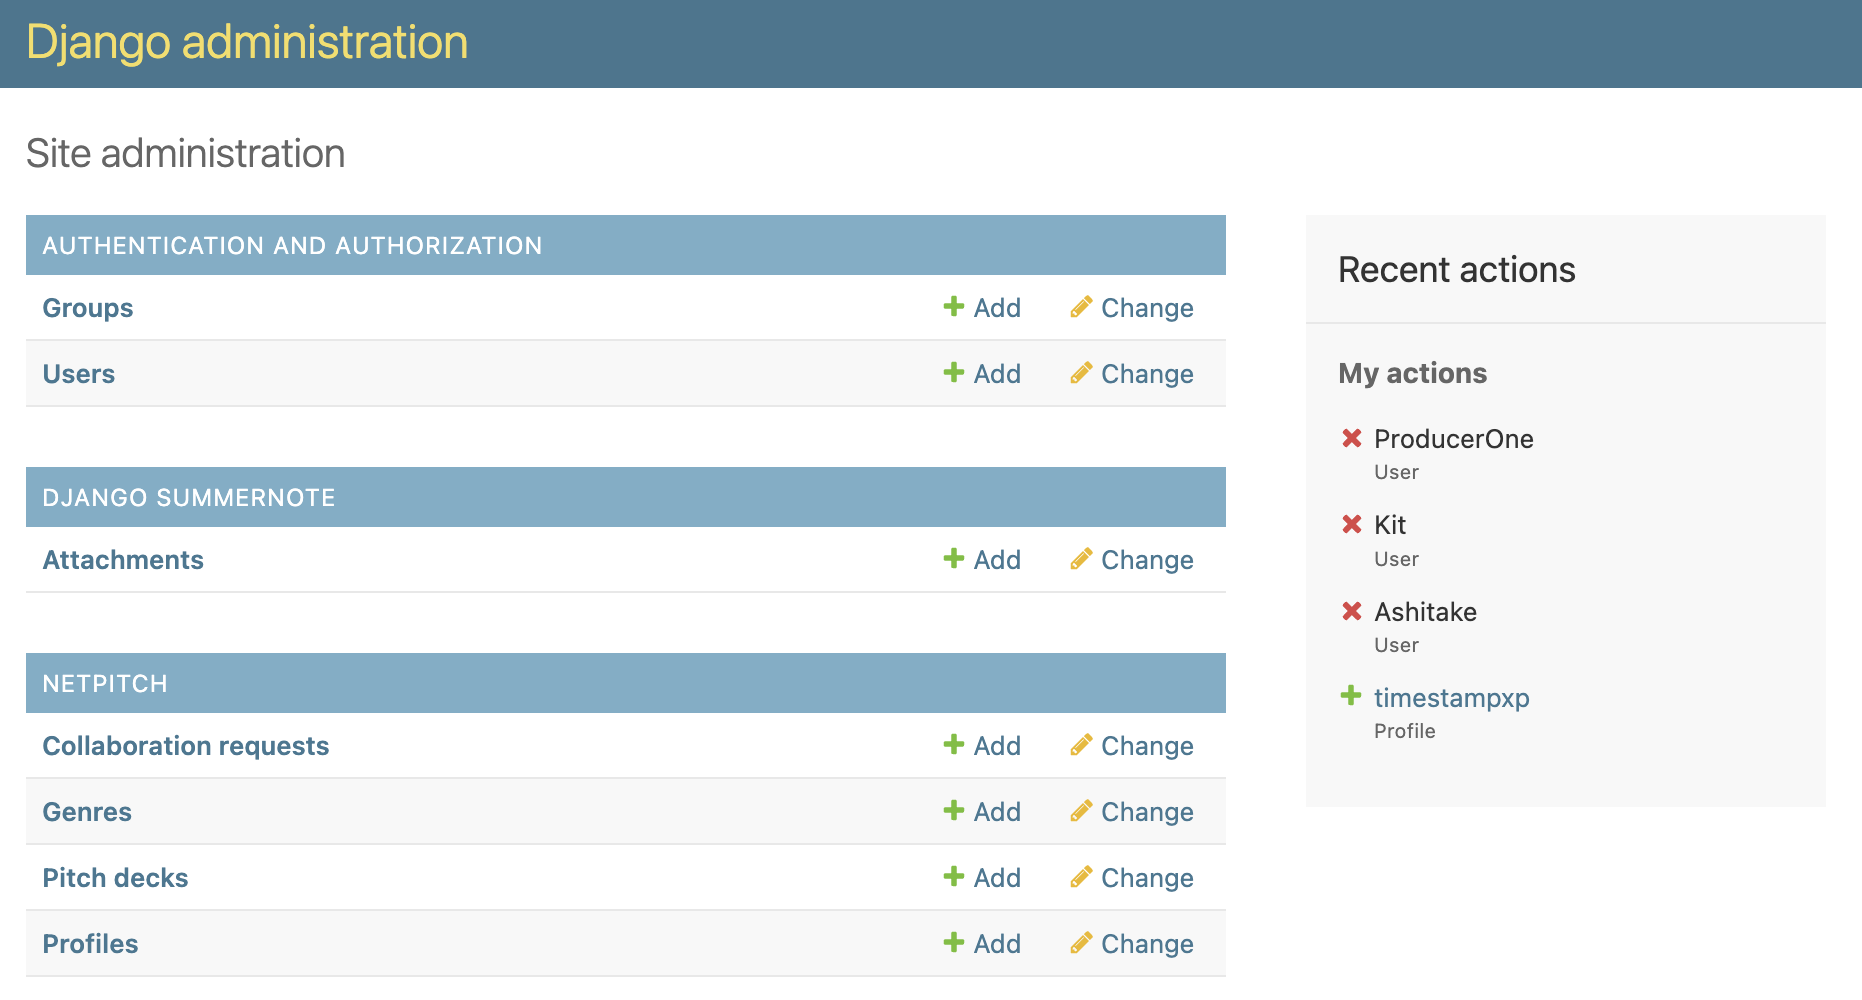 Django administration
Site administration
AUTHENTICATION AND AUTHORIZATION
Groups Add Change
Users Add Change
DJANGO SUMMERNOTE
Attachments Add Change
NETPITCH
Collaboration requests Add Change
Genres Add Change
Pitch decks Add Change
Profiles Add Change
Recent actions
My actions
ProducerOne
User
Kit
User
Ashitake
User
timestampxp
Profile